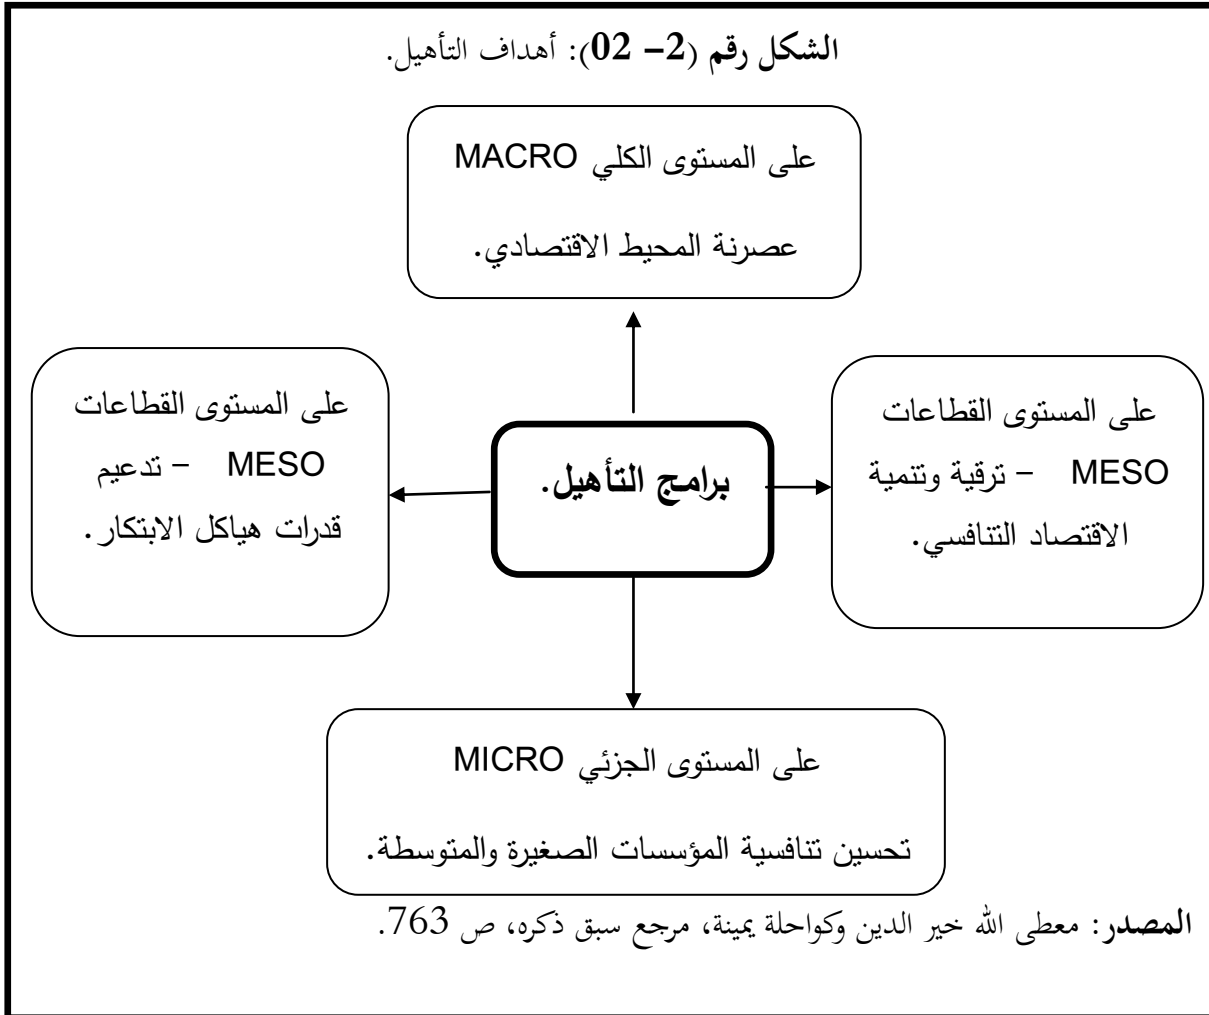 الشكل رقم (2– 02): أهداف التأهيل.
على المستوى الكلي MACRO
عصرنة المحيط الاقتصادي.
على المستوى القطاعات
MESO – ترقية وتنمية
الاقتصاد التنافسي.
برامج التأهيل.
على المستوى القطاعات
MESO – تدعيم
قدرات هياكل الابتكار.
على المستوى الجزئي MICRO
تحسين تنافسية المؤسسات الصغيرة والمتوسطة.
المصدر: معطى الله خير الدين وكواحلة يمينة، مرجع سبق ذكره، ص 763.